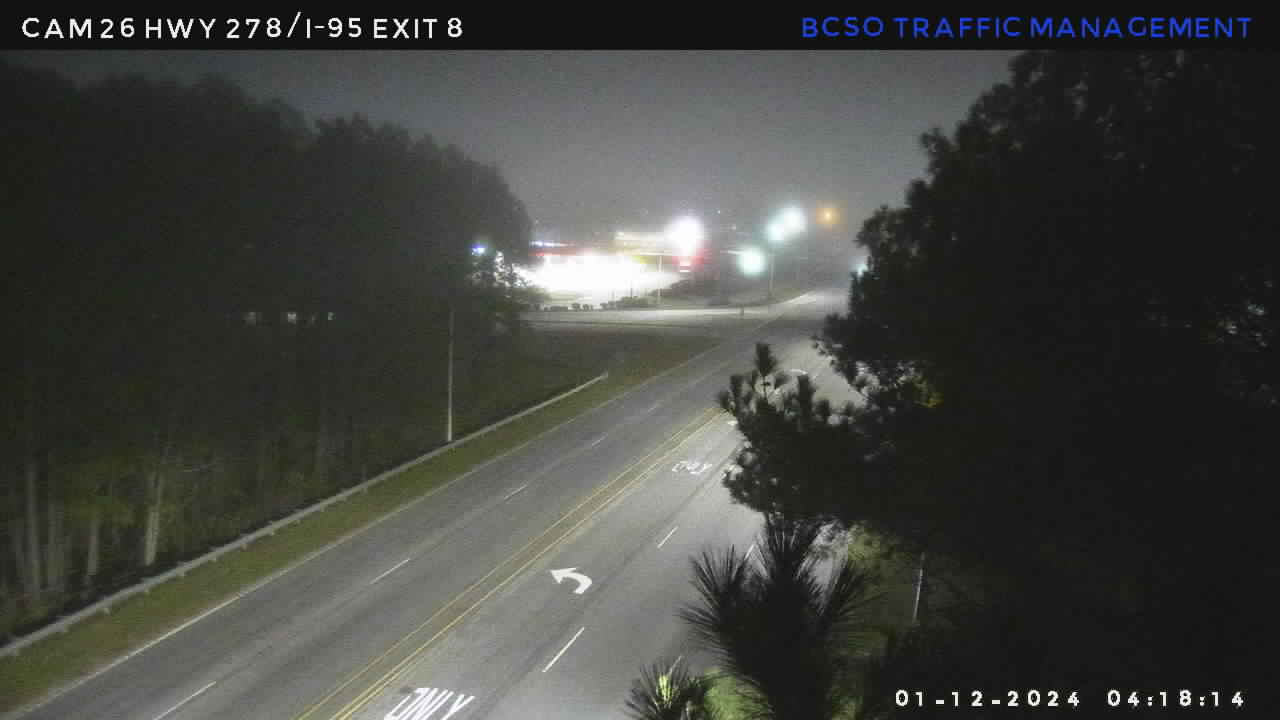 CAM26 HWY 278/I-95 EXIT 8
BCSO TRAFFIC MANAGEMENT
ONLY
ONLY
01-12-2024 04:18:14